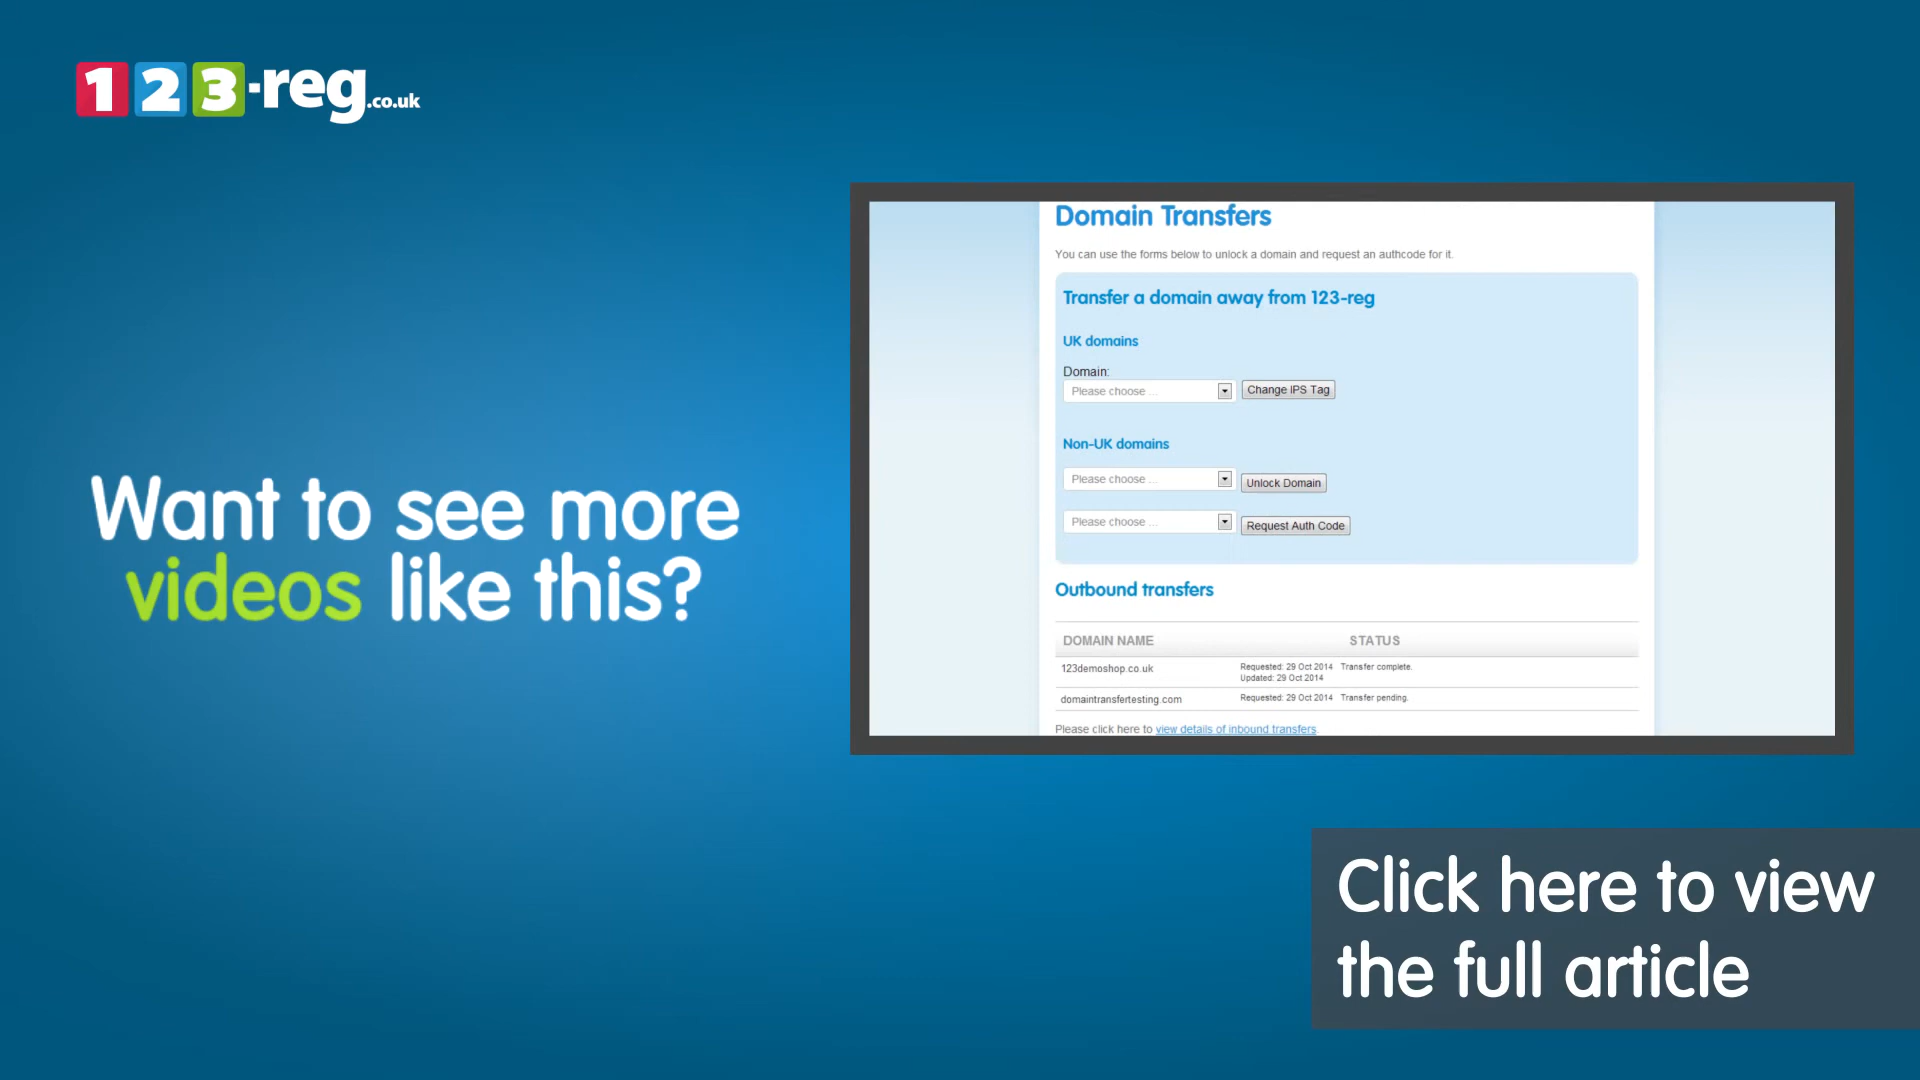 123-reg.co.uk
Want to see more
videos like this?
Domain Transfers
You can use the forms below to unlock a domain and request an authcode for it.
Transfer a domain away from 123-reg
UK domains
Domain:
Please choose ... Change IPS Tag
Non-UK domains
Please choose ... Unlock Domain
Please choose ... Request Auth Code
Outbound transfers
DOMAIN NAME STATUS
123demoshop.co.uk Requested: 29 Oct 2014 Transfer complete.
Updated: 29 Oct 2014
domaintransfertesting.com Requested: 29 Oct 2014 Transfer pending.
Please click here to view details of inbound transfers.
Click here to view
the full article